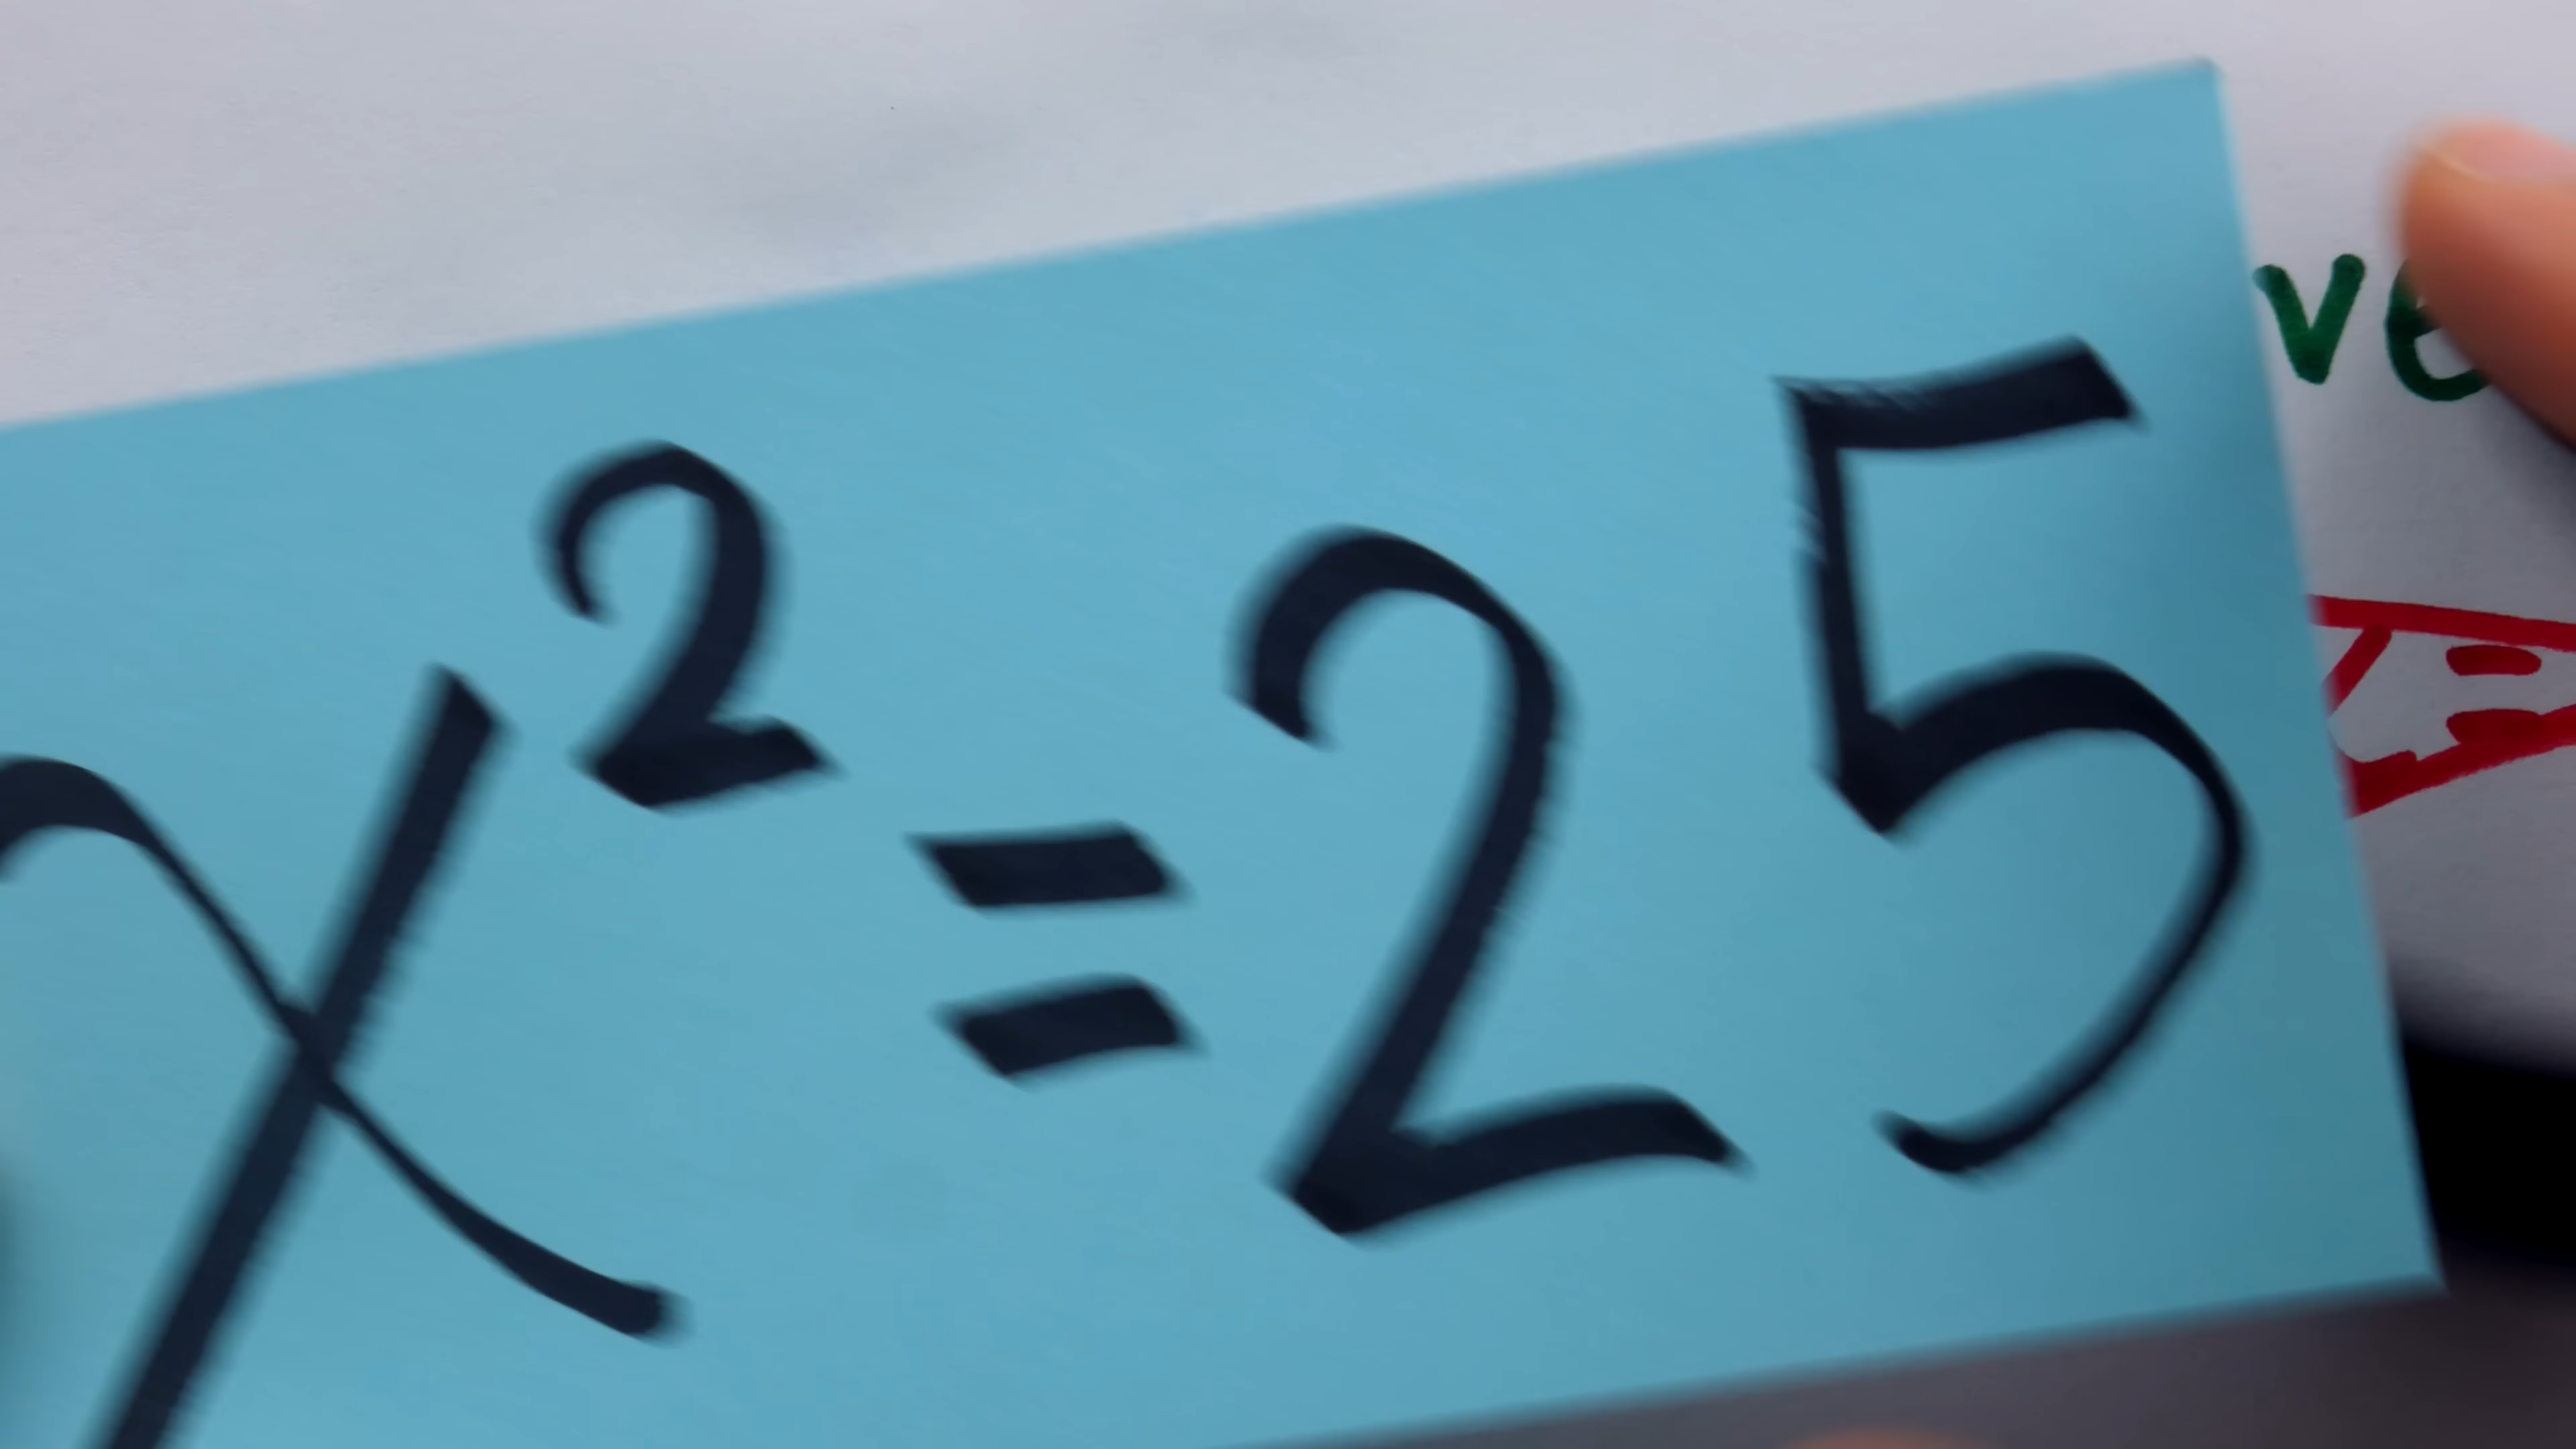 x² = 25
ve